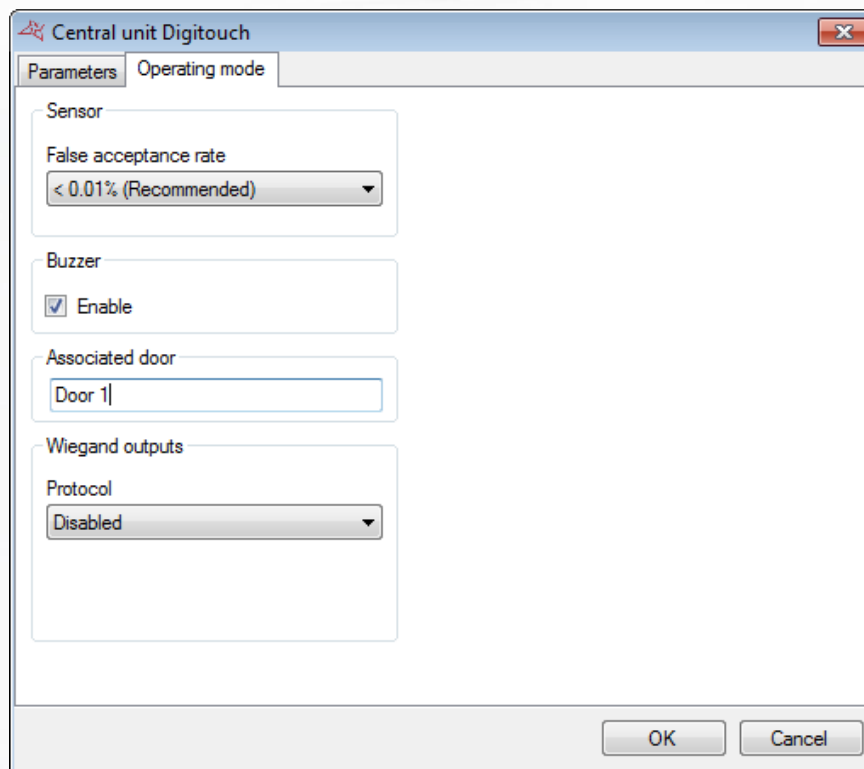 Central unit Digitouch
Parameters
Operating mode
Sensor
False acceptance rate
< 0.01% (Recommended)
Buzzer
Enable
Associated door
Door 1
Wiegand outputs
Protocol
Disabled
OK
Cancel